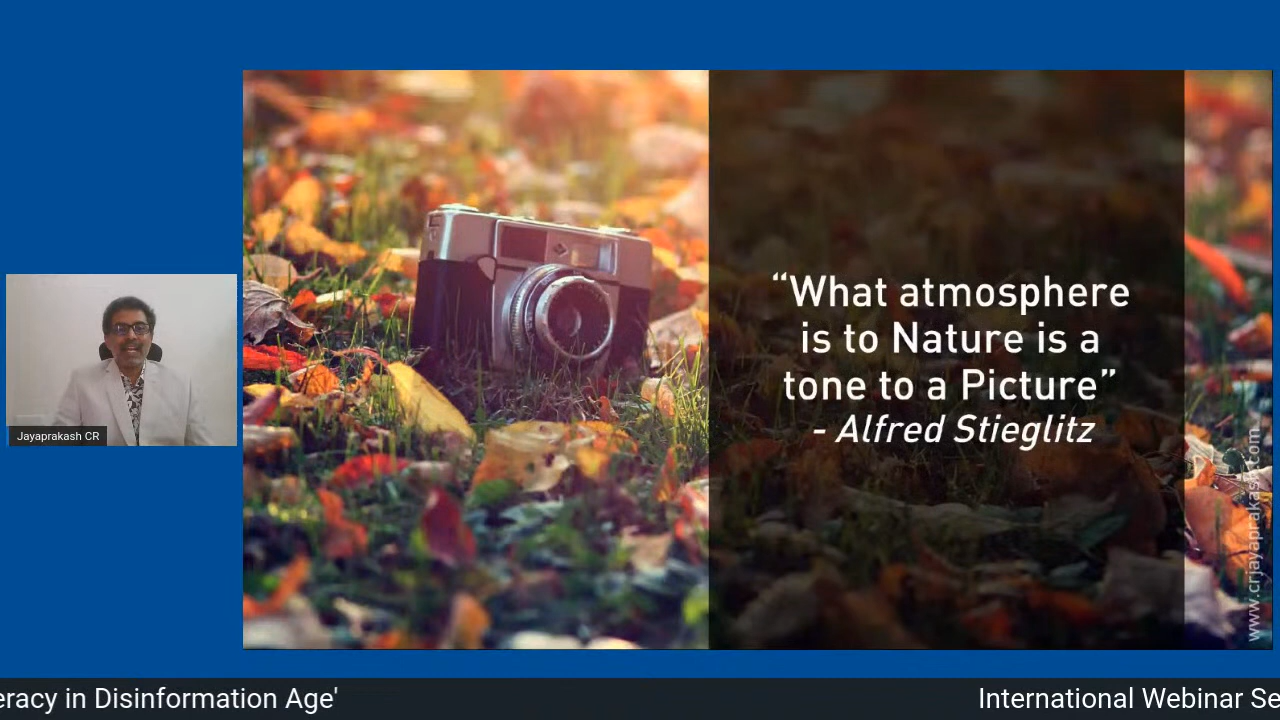 “What atmosphere
is to Nature is a
tone to a Picture”
- Alfred Stieglitz
www.crjayaprakash.com
Jayaprakash CR
eracy in Disinformation Age'
International Webinar Se